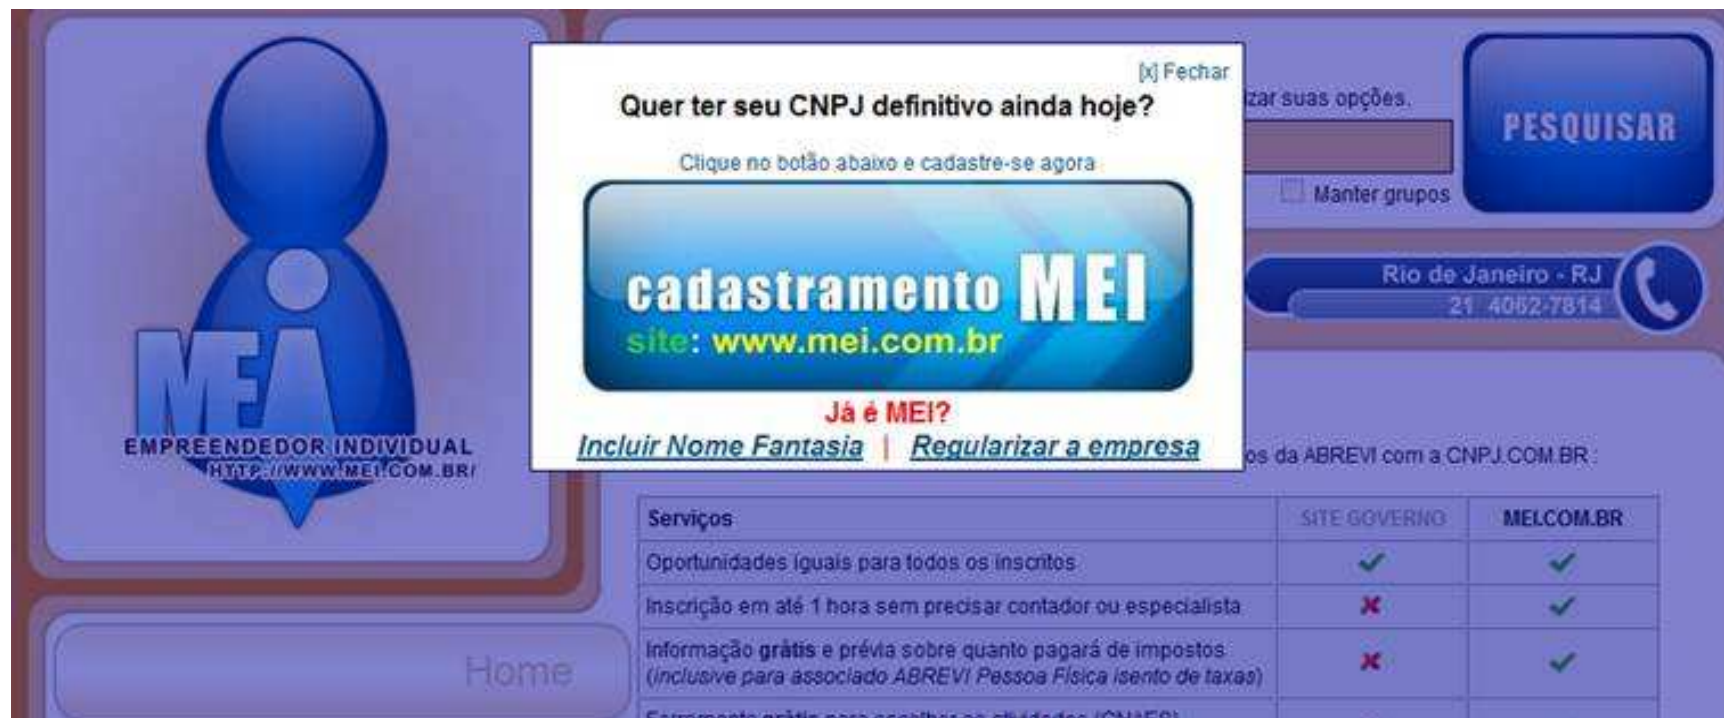 [x] Fechar
Quer ter seu CNPJ definitivo ainda hoje?
Clique no botão abaixo e cadastre-se agora
cadastramento MEI
site: www.mei.com.br
Já é MEI?
Incluir Nome Fantasia | Regularizar a empresa
suas opções.
PESQUISAR
Manter grupos
Rio de Janeiro - RJ
21 4062-7814
MEI
EMPREENDEDOR INDIVIDUAL
HTTP://WWW.MEI.COM.BR/
Home
da ABREVI com a CNPJ.COM.BR :
Serviços SITE GOVERNO MEI.COM.BR
Oportunidades iguais para todos os inscritos
Inscrição em até 1 hora sem precisar contador ou especialista
Informação grátis e prévia sobre quanto pagará de impostos
(inclusive para associado ABREVI Pessoa Física isento de taxas)